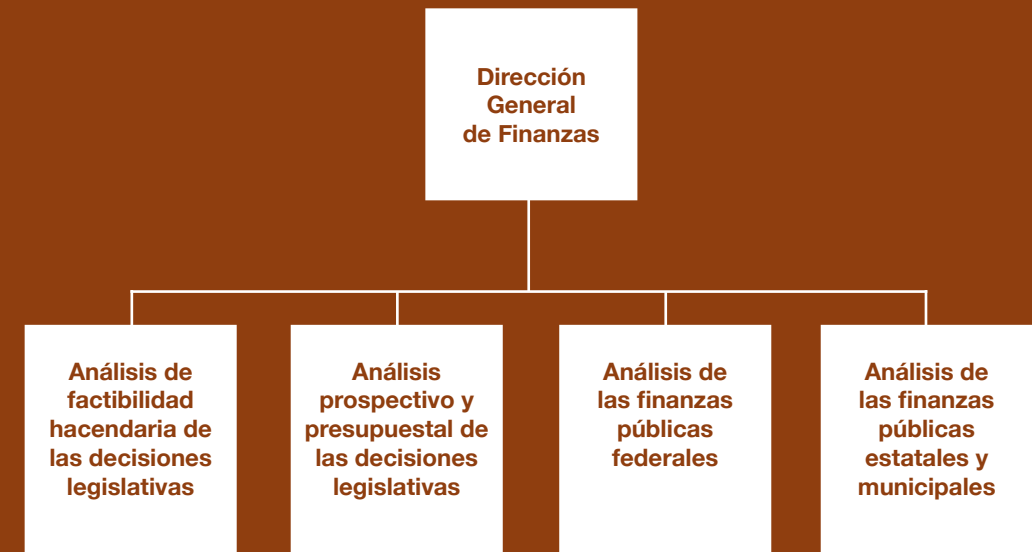 Dirección
General
de Finanzas
Análisis de
factibilidad
hacendaria de
las decisiones
legislativas
Análisis
prospectivo y
presupuestal de
las decisiones
legislativas
Análisis de
las finanzas
públicas
federales
Análisis de
las finanzas
públicas
estatales y
municipales